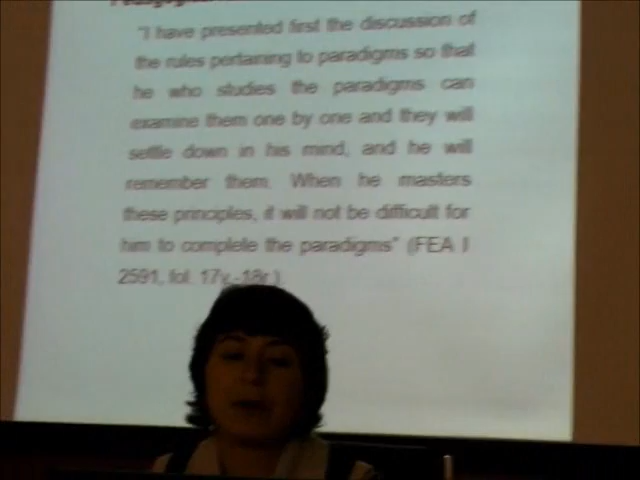 "I have presented first the discussion of
the rules pertaining to paradigms so that
he who studies the paradigms can
examine them one by one and they will
settle down in his mind, and he will
remember them. When he masters
these principles, it will not be difficult for
him to complete the paradigms" (FEA I
2591, fol. 17v.-18r.).